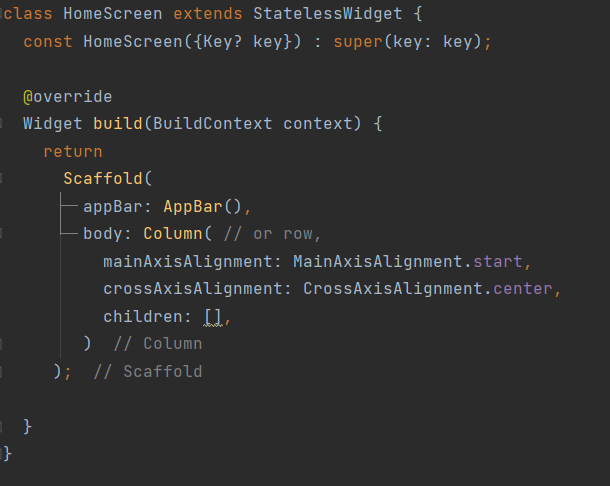 class HomeScreen extends StatelessWidget {
  const HomeScreen({Key? key}) : super(key: key);

  @override
  Widget build(BuildContext context) {
    return
      Scaffold(
        appBar: AppBar(),
        body: Column( // or row,
          mainAxisAlignment: MainAxisAlignment.start,
          crossAxisAlignment: CrossAxisAlignment.center,
          children: [],
        )  // Column
     );  // Scaffold

  }
}